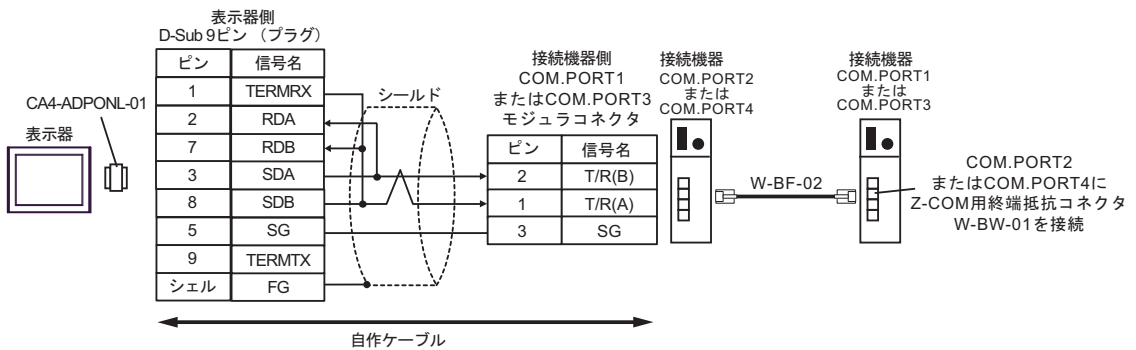 表示器側
D-Sub 9ピン （プラグ）
ピン 信号名
1 TERMRX
2 RDA
7 RDB
3 SDA
8 SDB
5 SG
9 TERMTX
シェル FG
CA4-ADPONL-01
表示器
シールド
接続機器側
COM.PORT1
またはCOM.PORT3
モジュラコネクタ
ピン 信号名
2 T/R(B)
1 T/R(A)
3 SG
接続機器
COM.PORT2
または
COM.PORT4
W-BF-02
接続機器
COM.PORT1
または
COM.PORT3
COM.PORT2
またはCOM.PORT4に
Z-COM用終端抵抗コネクタ
W-BW-01を接続
自作ケーブル